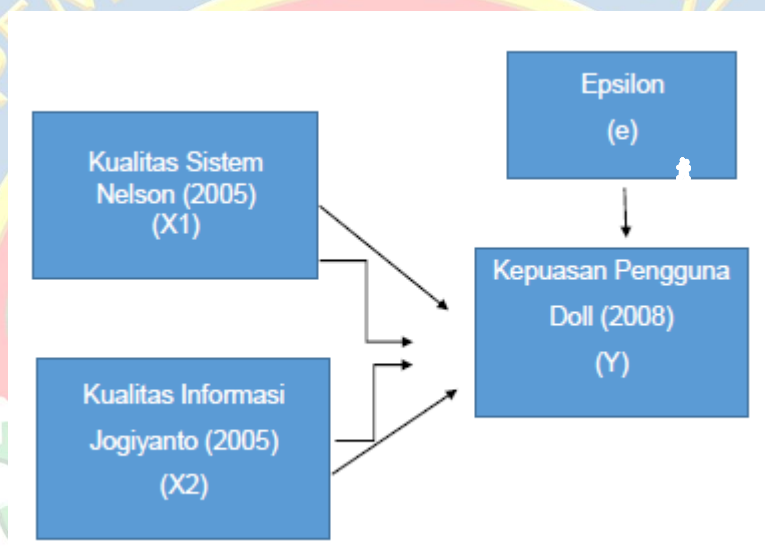 Epsilon
(e)
Kualitas Sistem
Nelson (2005)
(X1)
Kepuasan Pengguna
Doll (2008)
(Y)
Kualitas Informasi
Jogiyanto (2005)
(X2)